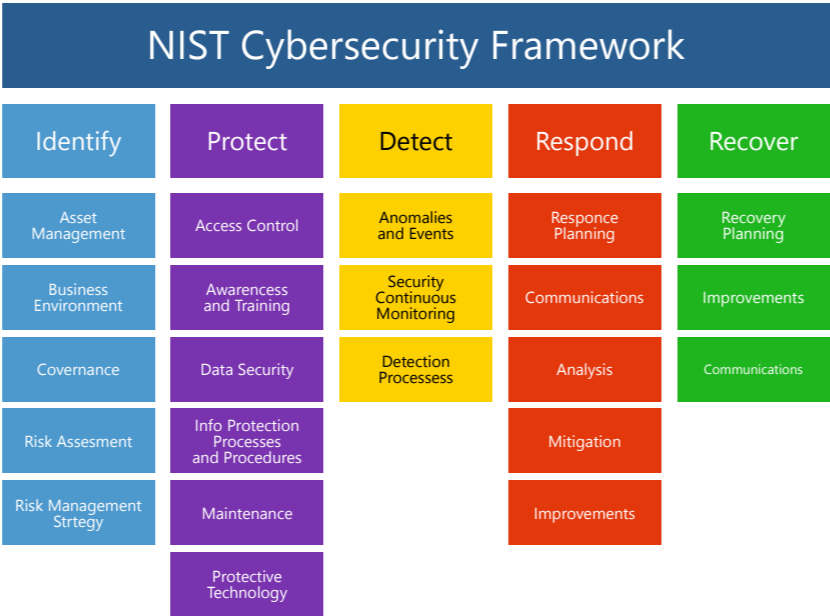 NIST Cybersecurity Framework
Identify
Protect
Detect
Respond
Recover
Asset
Management
Access Control
Anomalies
and Events
Responce
Planning
Recovery
Planning
Business
Environment
Awarencess
and Training
Security
Continuous
Monitoring
Communications
Improvements
Covernance
Data Security
Detection
Processess
Analysis
Communications
Risk Assesment
Info Protection
Processes
and Procedures
Mitigation
Risk Management
Strtegy
Maintenance
Improvements
Protective
Technology